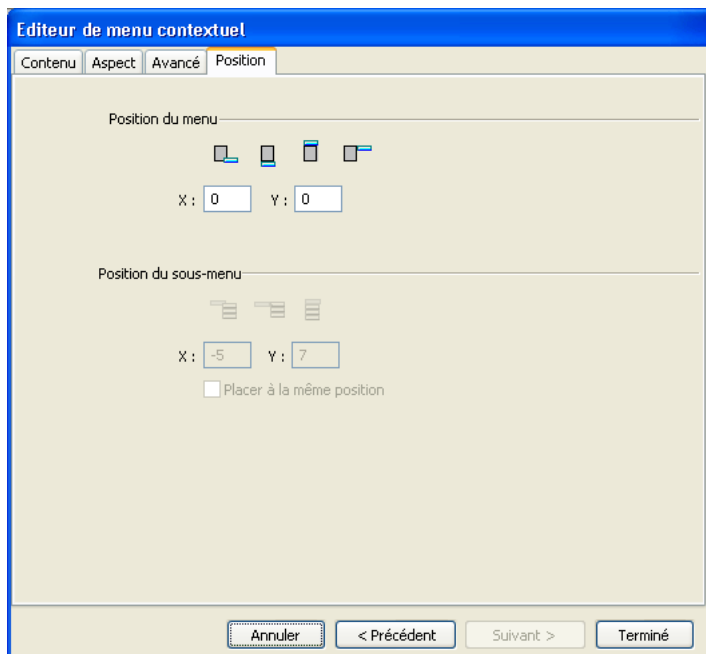 Editeur de menu contextuel
Contenu Aspect Avancé Position
Position du menu
X : 0 Y : 0
Position du sous-menu
X : -5 Y : 7
Placer à la même position
Annuler < Précédent Suivant > Terminé